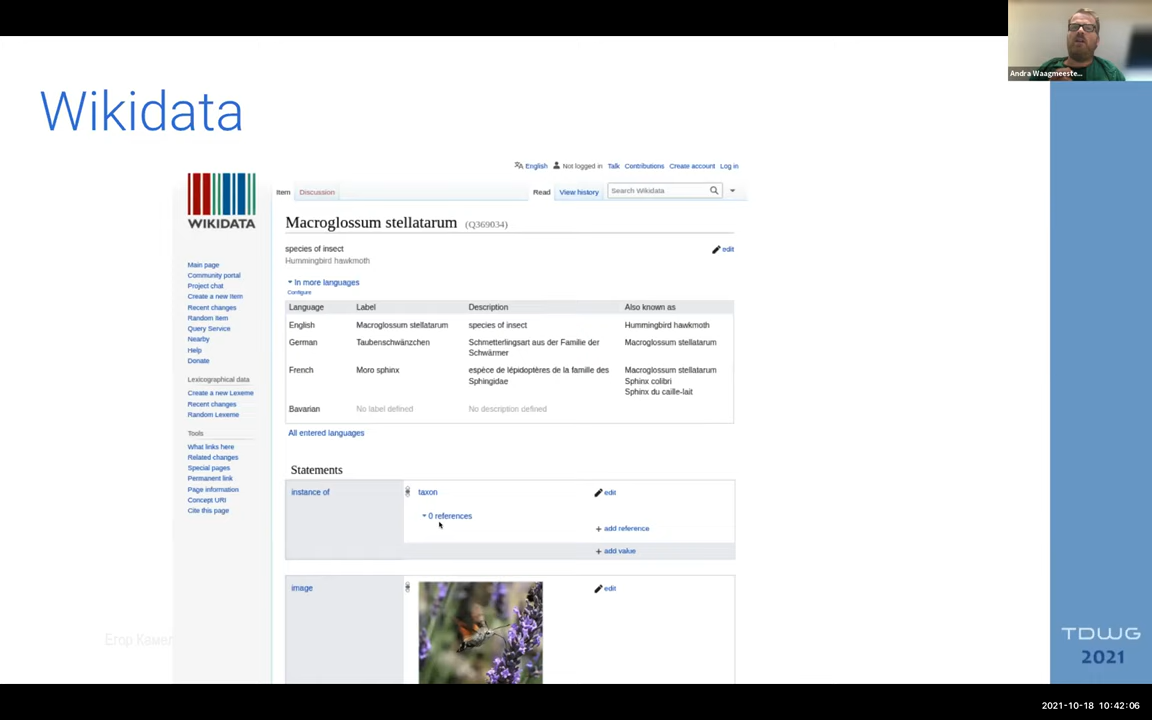 Andra Waagmeeste...
Wikidata
English Not logged in Talk Contributions Create account Log in
WIKIDATA
Item Discussion Read View history Search Wikidata
Macroglossum stellatarum (Q369034)
species of insect edit
Hummingbird hawkmoth
In more languages
Configure
Language Label Description Also known as
English Macroglossum stellatarum species of insect Hummingbird hawkmoth
German Taubenschwänzchen Schmetterlingsart aus der Familie der Macroglossum stellatarum
Schwärmer
French Moro sphinx espèce de lépidoptères de la famille des Macroglossum stellatarum
Sphingidae
Sphinx colibri
Sphinx du caille-lait
Bavarian No label defined No description defined
All entered languages
Main page
Community portal
Project chat
Create a new Item
Recent changes
Random Item
Query Service
Nearby
Help
Donate
Lexicographical data
Create a new Lexeme
Recent changes
Random Lexeme
Tools
What links here
Related changes
Special pages
Permanent link
Page information
Concept URI
Cite this page
Statements
instance of taxon edit
0 references
+ add reference
+ add value
image edit
Егор Камел
TDWG
2021
2021-10-18 10:42:06